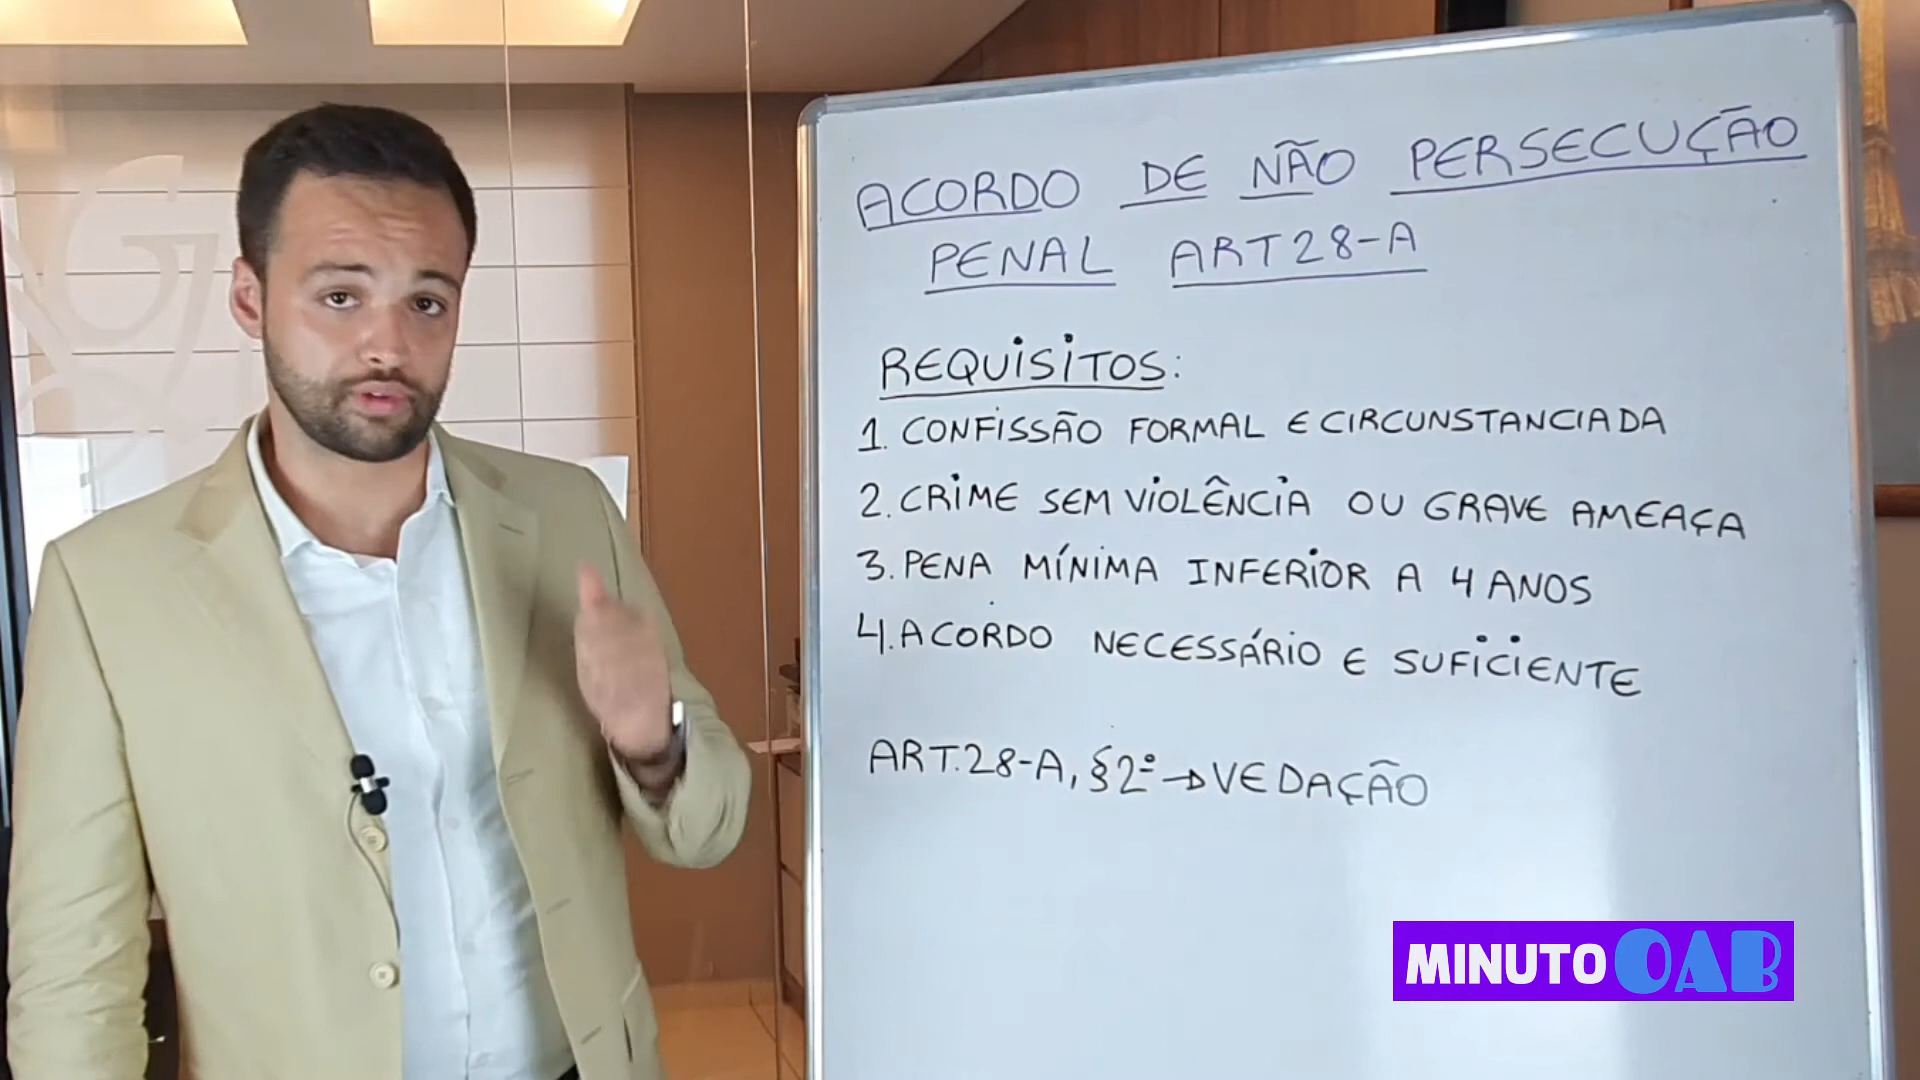 ACORDO DE NÃO PERSECUÇÃO
PENAL ART28-A
REQUISITOS:
1. CONFISSÃO FORMAL E CIRCUNSTANCIADA
2. CRIME SEM VIOLÊNCIA OU GRAVE AMEAÇA
3. PENA MÍNIMA INFERIOR A 4 ANOS
4. ACORDO NECESSÁRIO E SUFICIENTE
ART.28-A, §2º → VEDAÇÃO
MINUTO OAB